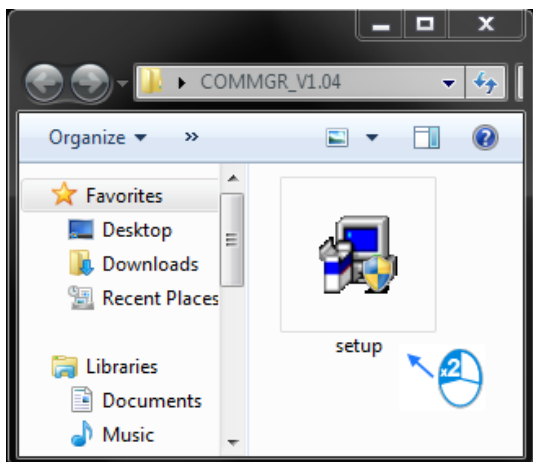 COMMGR_V1.04
Organize
Favorites
Desktop
Downloads
Recent Places
Libraries
Documents
Music
setup
x2